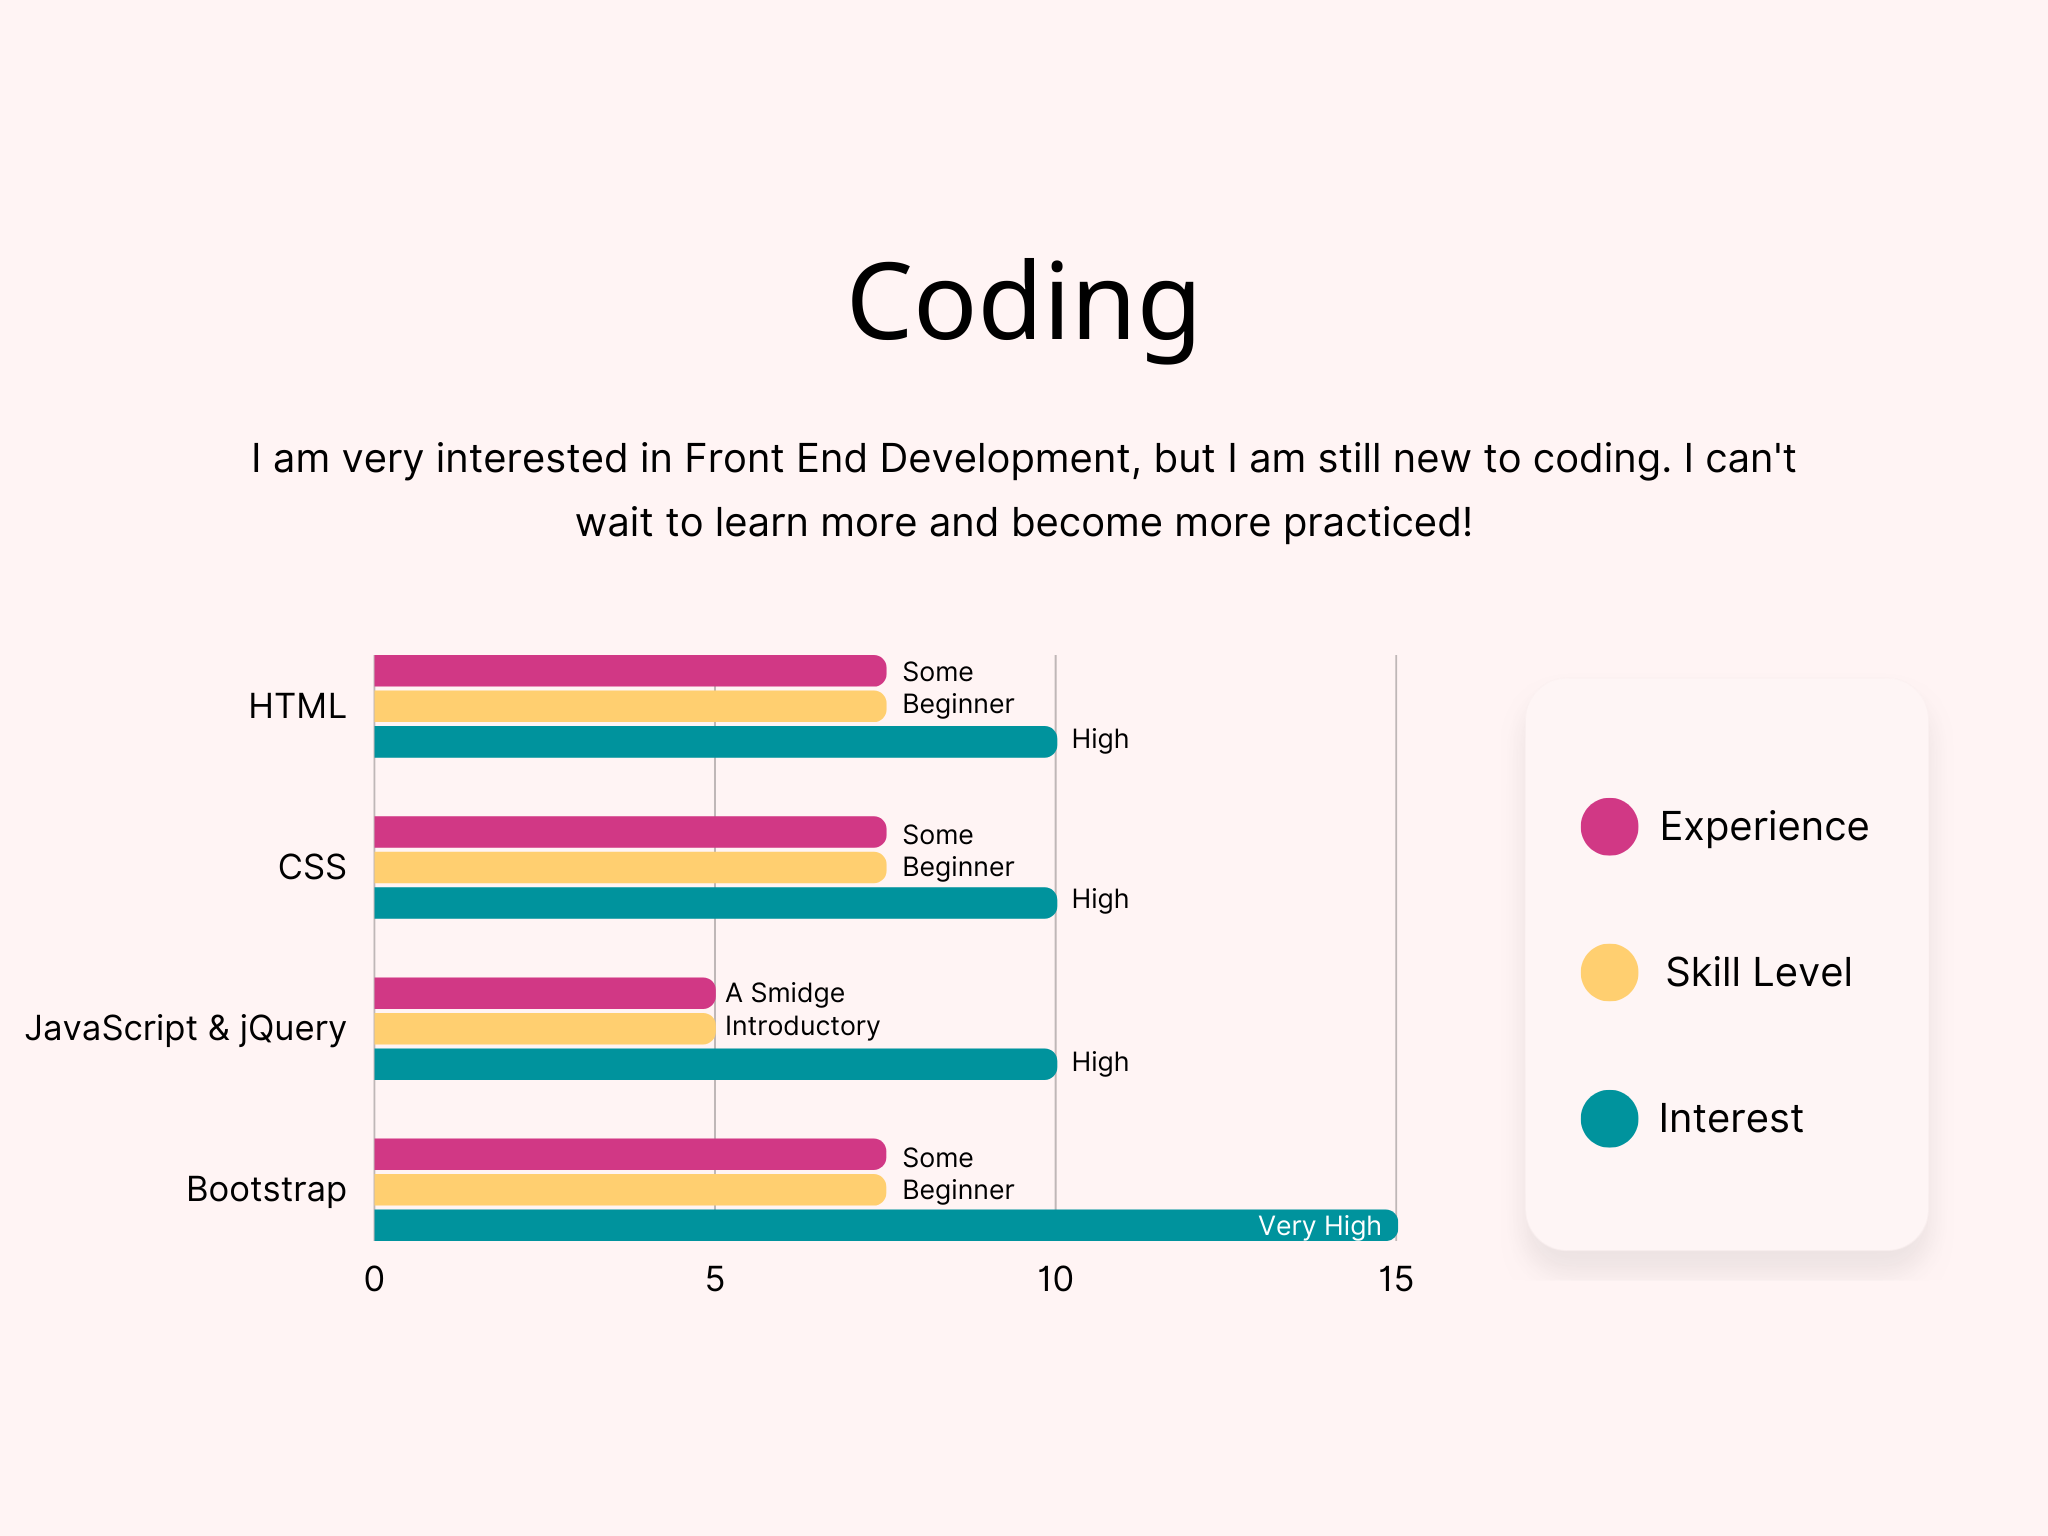 Coding
I am very interested in Front End Development, but I am still new to coding. I can't
wait to learn more and become more practiced!
HTML
Some
Beginner
High
CSS
Some
Beginner
High
JavaScript & jQuery
A Smidge
Introductory
High
Bootstrap
Some
Beginner
Very High
0 5 10 15
Experience
Skill Level
Interest